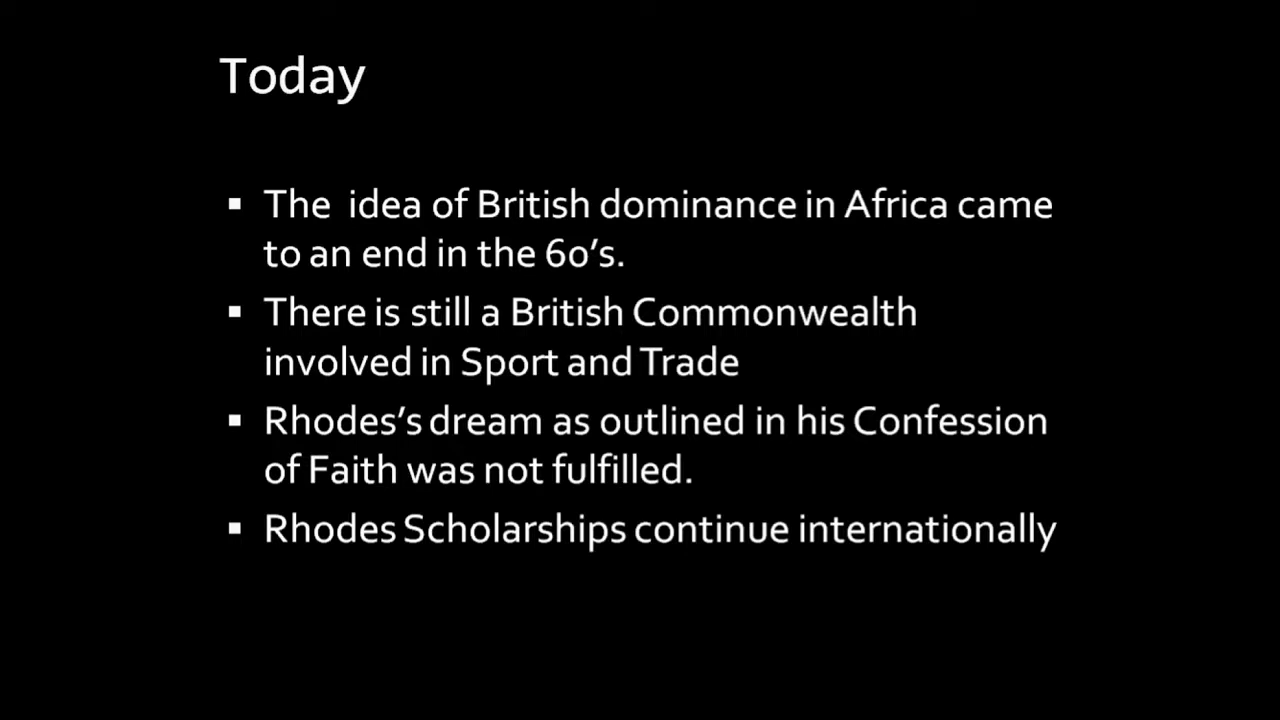 Today
▪ The idea of British dominance in Africa came
to an end in the 60's.
▪ There is still a British Commonwealth
involved in Sport and Trade
▪ Rhodes's dream as outlined in his Confession
of Faith was not fulfilled.
▪ Rhodes Scholarships continue internationally